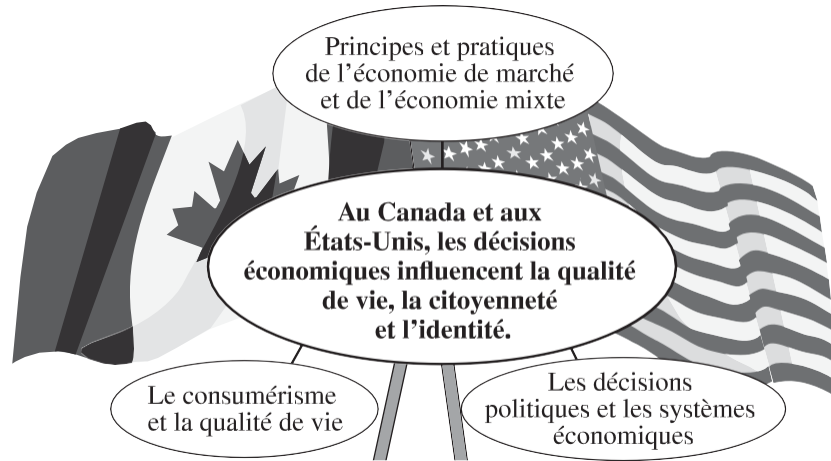 Principes et pratiques
de l’économie de marché
et de l’économie mixte
Au Canada et aux
États-Unis, les décisions
économiques influencent la qualité
de vie, la citoyenneté
et l’identité.
Le consumérisme
et la qualité de vie
Les décisions
politiques et les systèmes
économiques